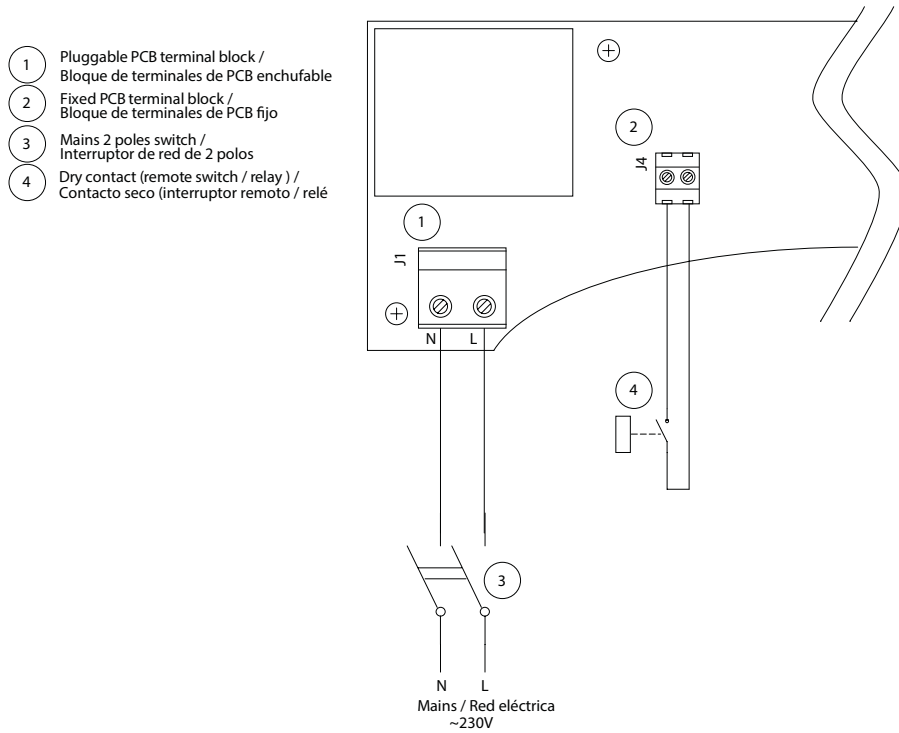 1 Pluggable PCB terminal block /
Bloque de terminales de PCB enchufable
2 Fixed PCB terminal block /
Bloque de terminales de PCB fijo
3 Mains 2 poles switch /
Interruptor de red de 2 polos
4 Dry contact (remote switch / relay ) /
Contacto seco (interruptor remoto / relé
2
J4
1
J1
N L
4
3
N L
Mains / Red eléctrica
~230V